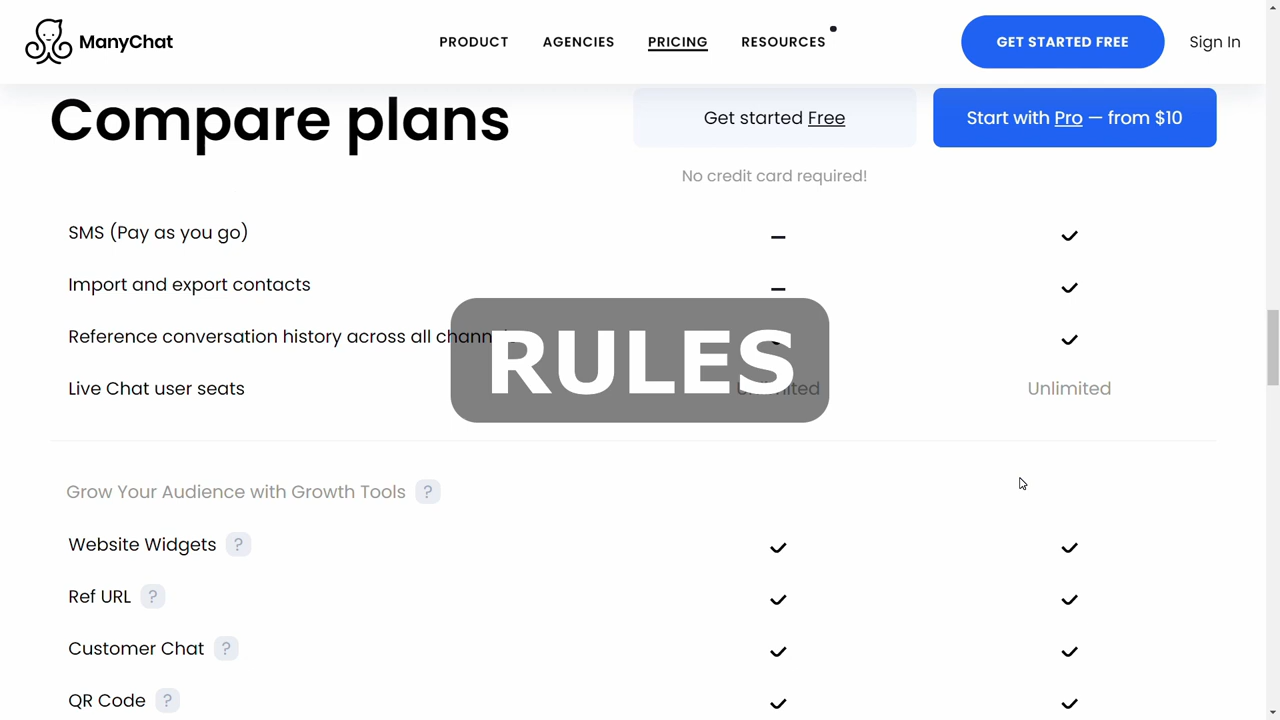 ManyChat PRODUCT AGENCIES PRICING RESOURCES GET STARTED FREE Sign In
Compare plans
Get started Free
Start with Pro — from $10
No credit card required!
SMS (Pay as you go)
Import and export contacts
Reference conversation history across all
RULES
Live Chat user seats Unlimited Unlimited
Grow Your Audience with Growth Tools ?
Website Widgets ?
Ref URL ?
Customer Chat ?
QR Code ?